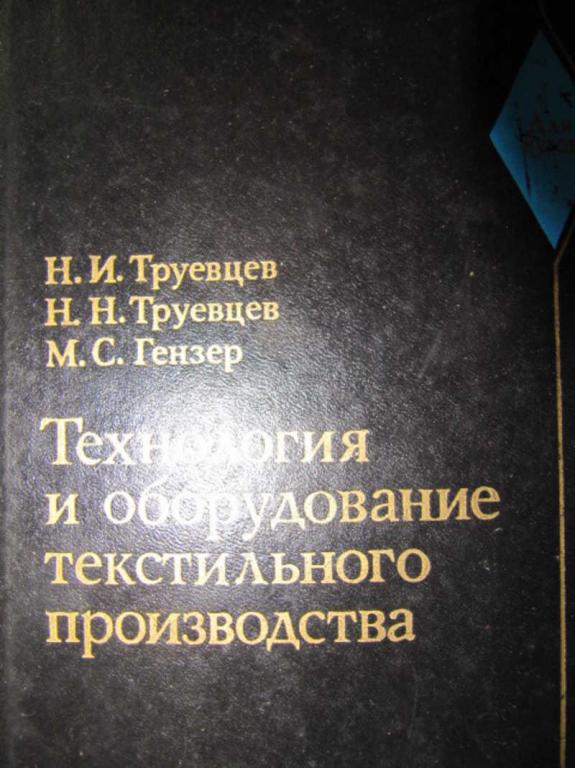 Н. И. Труевцев
Н. Н. Труевцев
М. С. Гензер
Технология
и оборудование
текстильного
производства